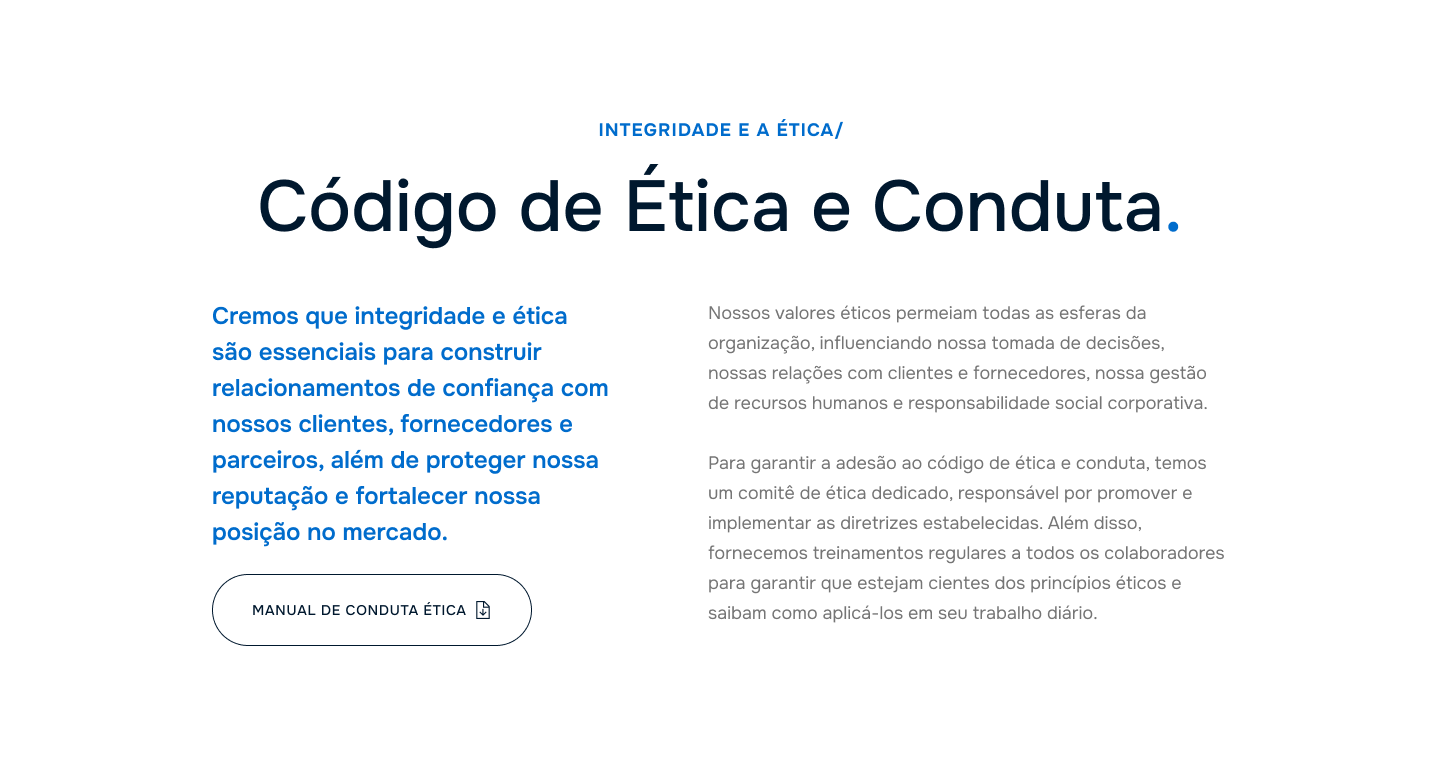 INTEGRIDADE E A ÉTICA/
Código de Ética e Conduta.
Cremos que integridade e ética
são essenciais para construir
relacionamentos de confiança com
nossos clientes, fornecedores e
parceiros, além de proteger nossa
reputação e fortalecer nossa
posição no mercado.
MANUAL DE CONDUTA ÉTICA
Nossos valores éticos permeiam todas as esferas da
organização, influenciando nossa tomada de decisões,
nossas relações com clientes e fornecedores, nossa gestão
de recursos humanos e responsabilidade social corporativa.
Para garantir a adesão ao código de ética e conduta, temos
um comitê de ética dedicado, responsável por promover e
implementar as diretrizes estabelecidas. Além disso,
fornecemos treinamentos regulares a todos os colaboradores
para garantir que estejam cientes dos princípios éticos e
saibam como aplicá-los em seu trabalho diário.